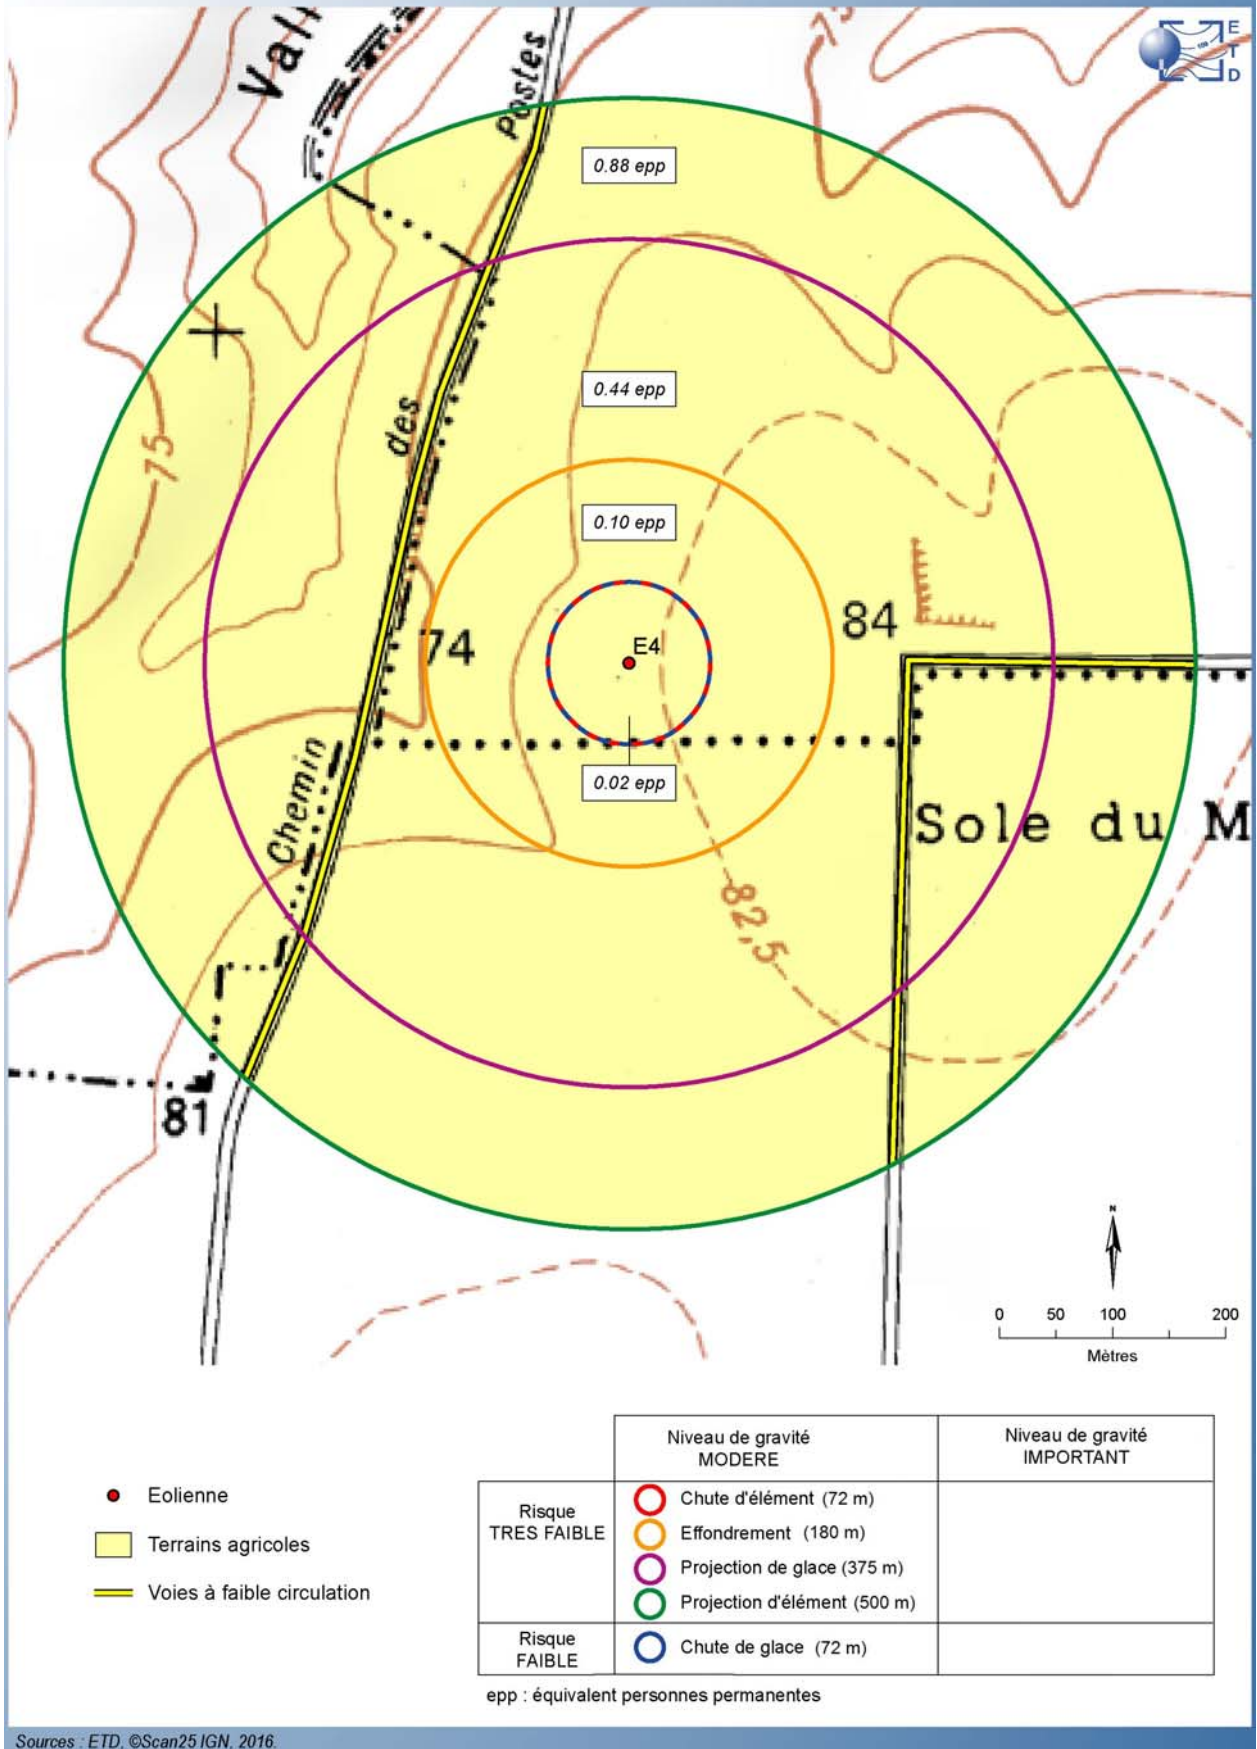 E
T
D
Vall
Postes
75
0.88 epp
0.44 epp
des
75
0.10 epp
84
E4
74
0.02 epp
Chemin
Sole du M
82,5
81
N
0 50 100 200
Mètres
Eolienne
Terrains agricoles
Voies à faible circulation
Niveau de gravité
MODERE
Niveau de gravité
IMPORTANT
Risque
TRES FAIBLE
Chute d'élément (72 m)
Effondrement (180 m)
Projection de glace (375 m)
Projection d'élément (500 m)
Risque
FAIBLE
Chute de glace (72 m)
epp : équivalent personnes permanentes
Sources : ETD, ©Scan25 IGN, 2016.